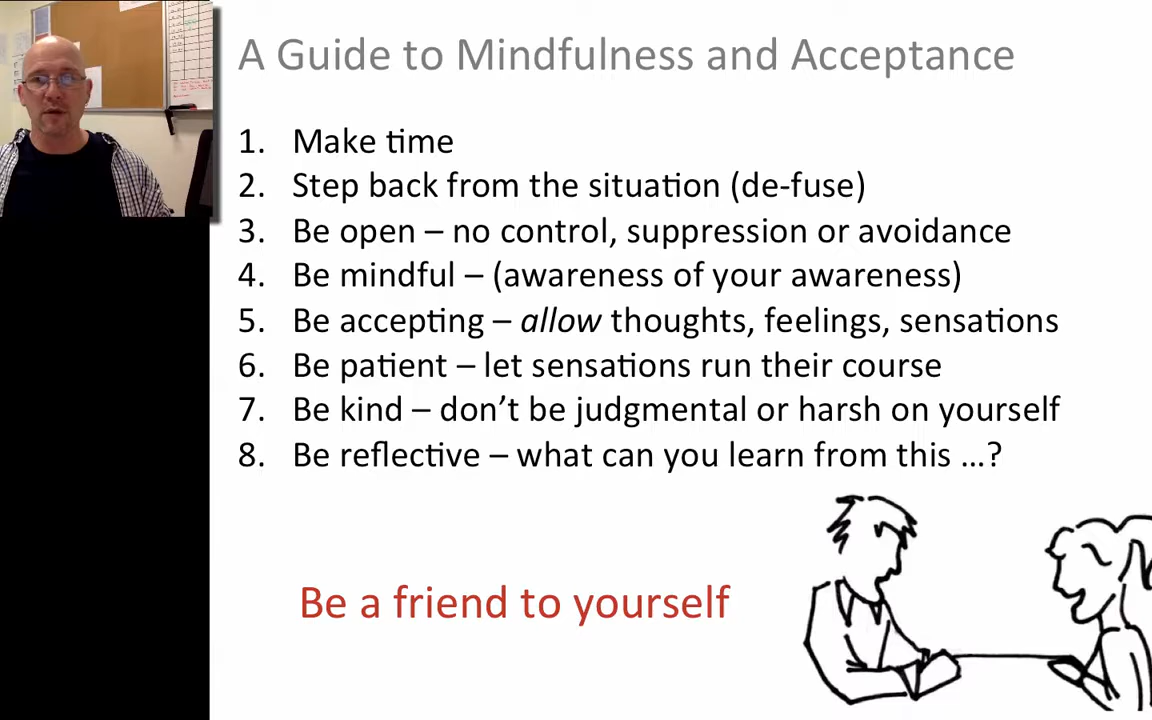 A Guide to Mindfulness and Acceptance
1. Make time
2. Step back from the situation (de-fuse)
3. Be open – no control, suppression or avoidance
4. Be mindful – (awareness of your awareness)
5. Be accepting – allow thoughts, feelings, sensations
6. Be patient – let sensations run their course
7. Be kind – don't be judgmental or harsh on yourself
8. Be reflective – what can you learn from this ...?
Be a friend to yourself